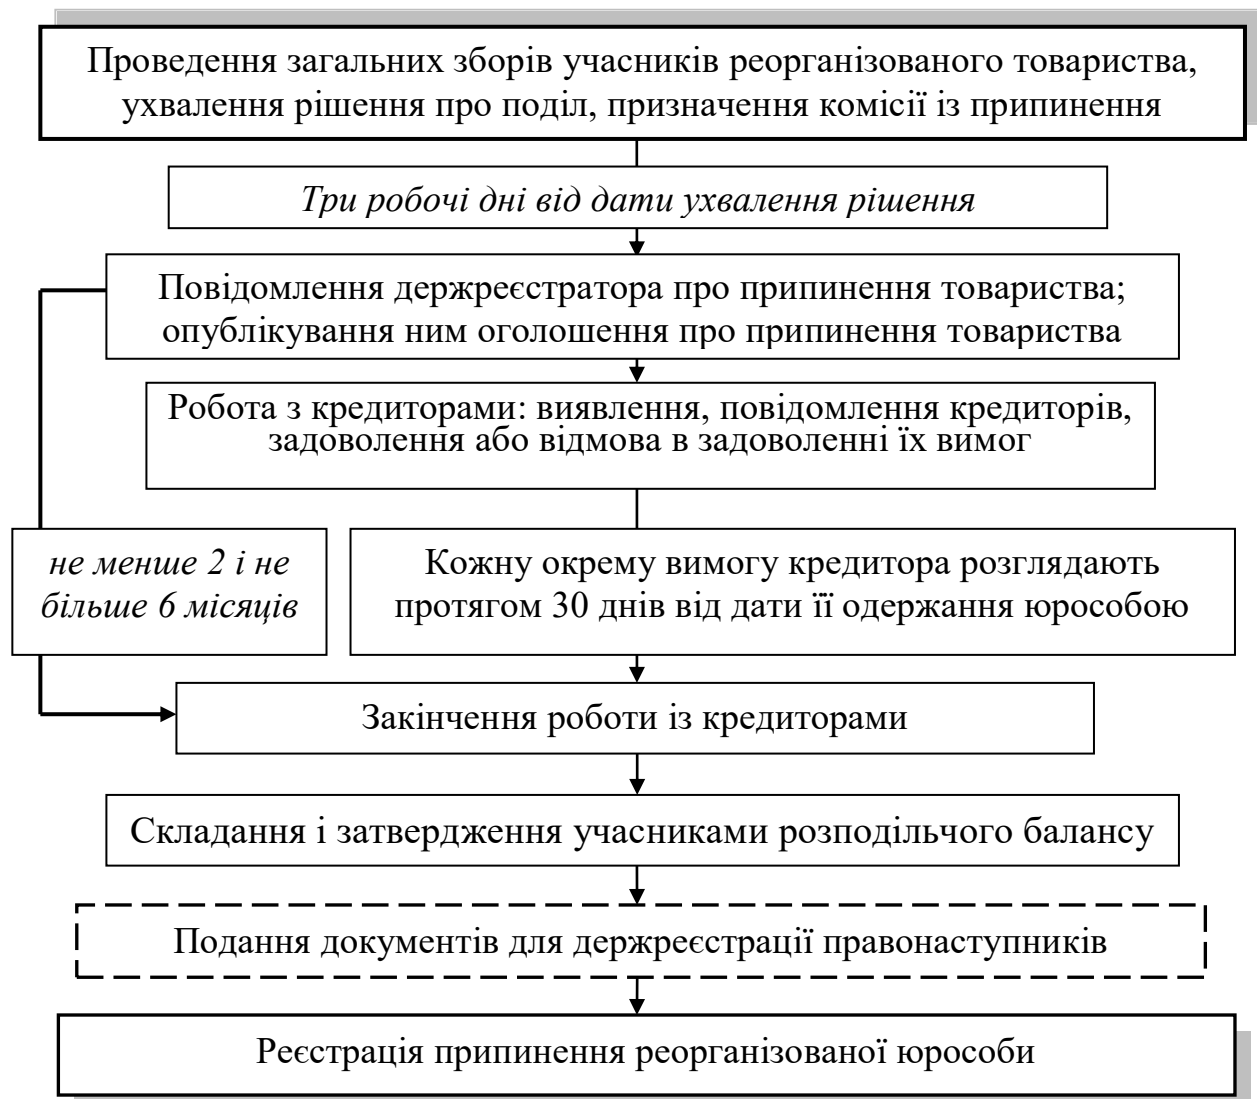 Проведення загальних зборів учасників реорганізованого товариства,
ухвалення рішення про поділ, призначення комісії із припинення
Три робочі дні від дати ухвалення рішення
Повідомлення держреєстратора про припинення товариства;
опублікування ним оголошення про припинення товариства
Робота з кредиторами: виявлення, повідомлення кредиторів,
задоволення або відмова в задоволенні їх вимог
не менше 2 і не
більше 6 місяців
Кожну окрему вимогу кредитора розглядають
протягом 30 днів від дати її одержання юрособою
Закінчення роботи із кредиторами
Складання і затвердження учасниками розподільчого балансу
Подання документів для держреєстрації правонаступників
Реєстрація припинення реорганізованої юрособи